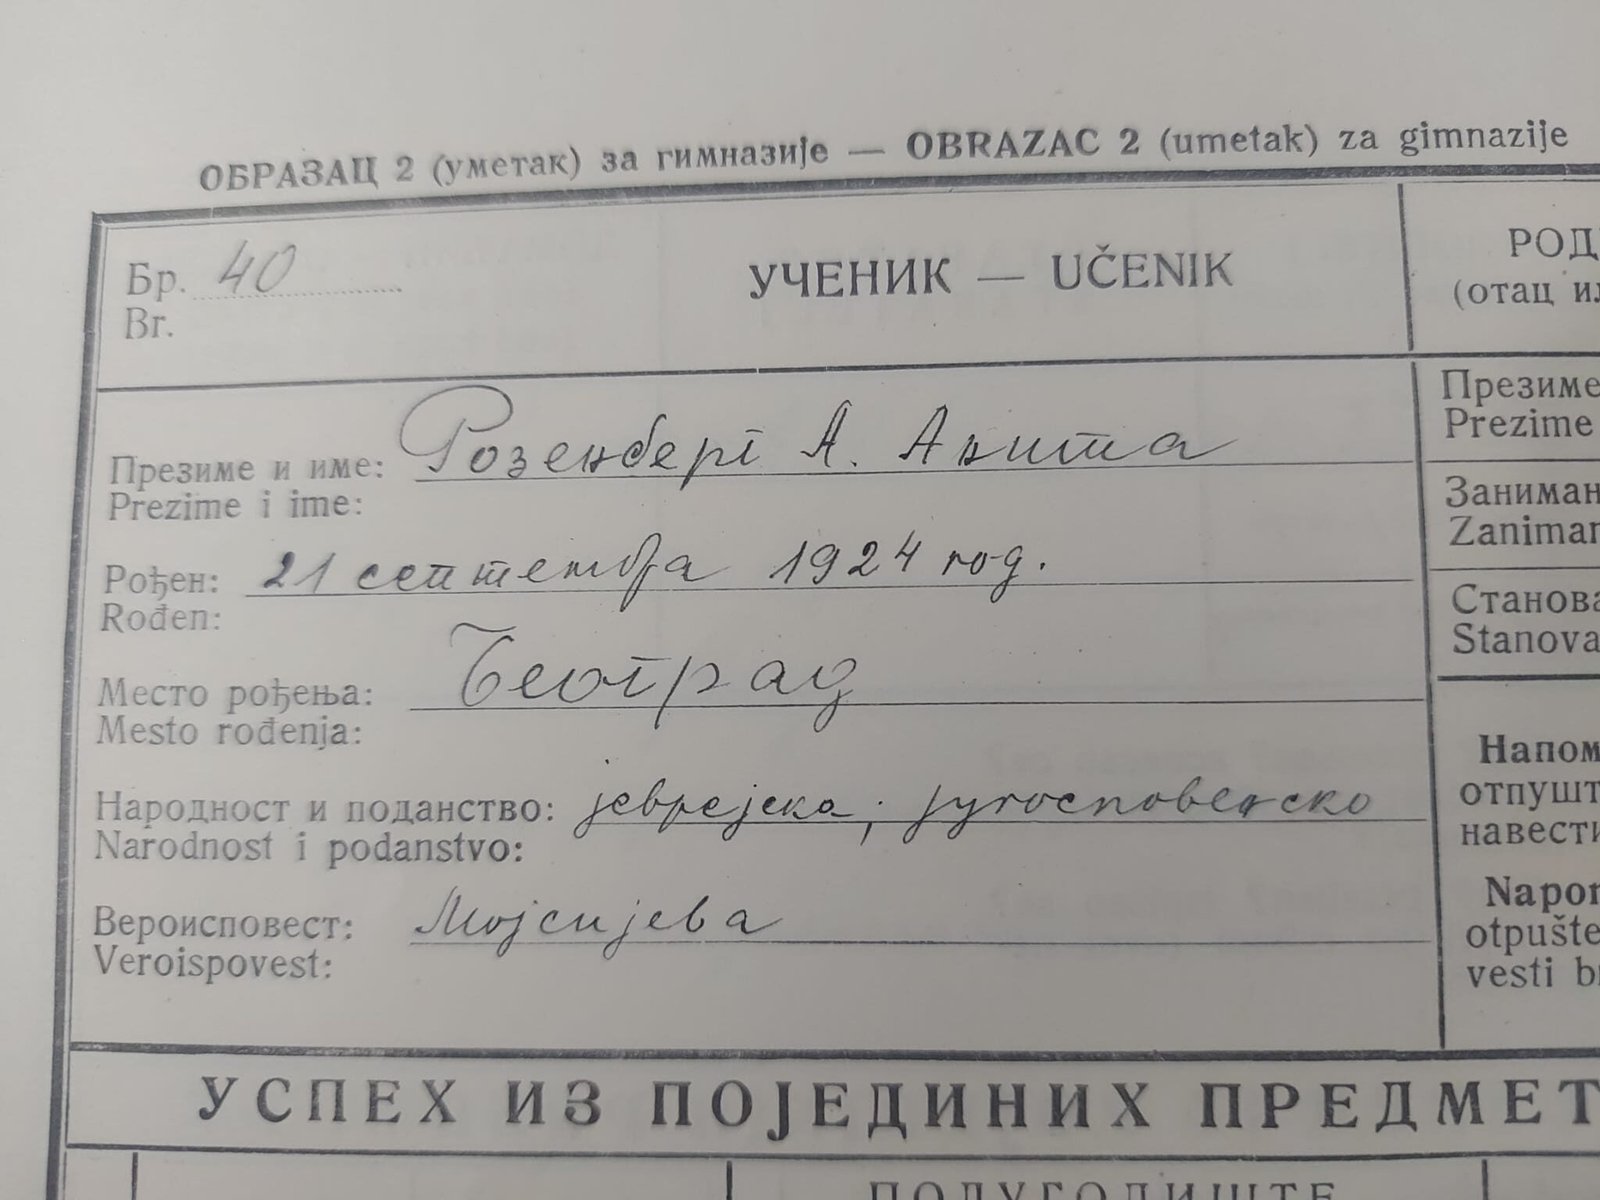 ОБРАЗАЦ 2 (уметак) за гимназије — OBRAZAC 2 (umetak) za gimnazije
Бр. 40
Br.
УЧЕНИК — UČENIK
РОД
(отац ил
Презиме и име: Розенберг А. Анита
Prezime i ime:
Рођен: 21 септембра 1924 год.
Rođen:
Место рођења: Београд
Mesto rođenja:
Народност и поданство: јеврејска; југословенско
Narodnost i podanstvo:
Вероисповест: Мојсијева
Veroispovest:
Презиме
Prezime
Заниман
Zaniman
Станова
Stanova
Напом
отпушт
навести
Napom
otpušte
vesti b
УСПЕХ ИЗ ПОЈЕДИНИХ ПРЕДМЕТ
ПОЛУГОДИШТЕ